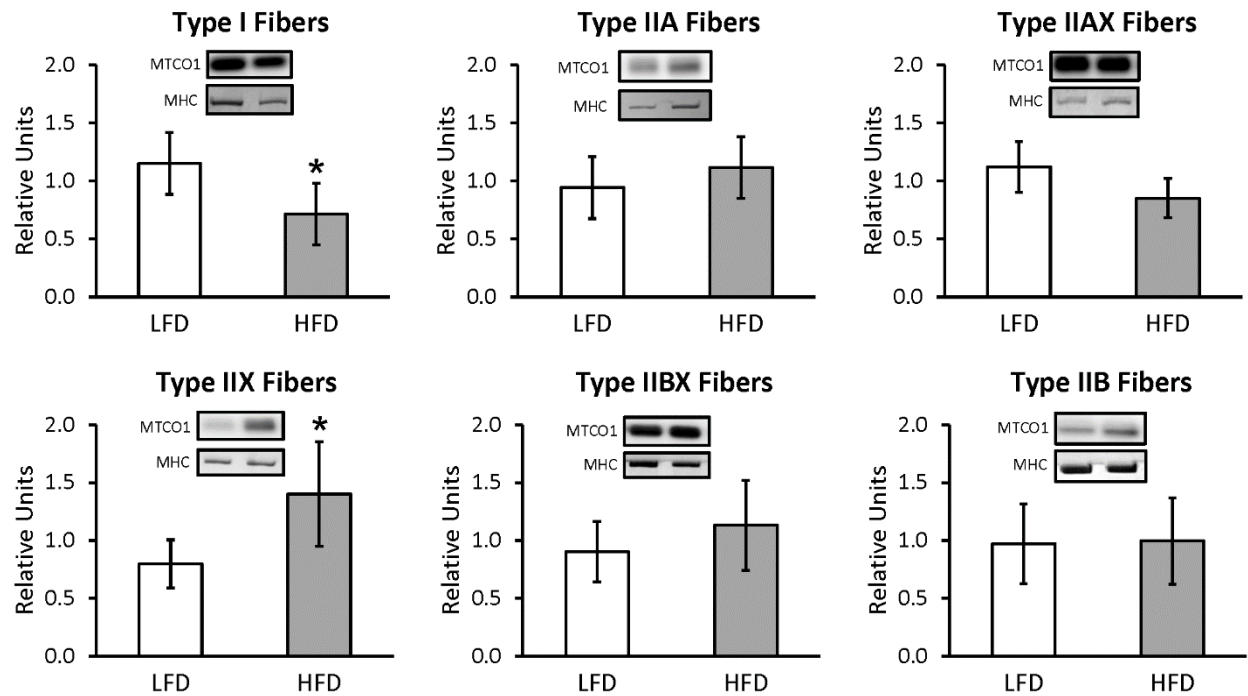 Type I Fibers
MTCO1
MHC
Relative Units
2.0
1.5
1.0
0.5
0.0
*
LFD HFD
Type IIA Fibers
MTCO1
MHC
Relative Units
2.0
1.5
1.0
0.5
0.0
LFD HFD
Type IIAX Fibers
MTCO1
MHC
Relative Units
2.0
1.5
1.0
0.5
0.0
LFD HFD
Type IIX Fibers
MTCO1
MHC
Relative Units
2.0
1.5
1.0
0.5
0.0
*
LFD HFD
Type IIBX Fibers
MTCO1
MHC
Relative Units
2.0
1.5
1.0
0.5
0.0
LFD HFD
Type IIB Fibers
MTCO1
MHC
Relative Units
2.0
1.5
1.0
0.5
0.0
LFD HFD